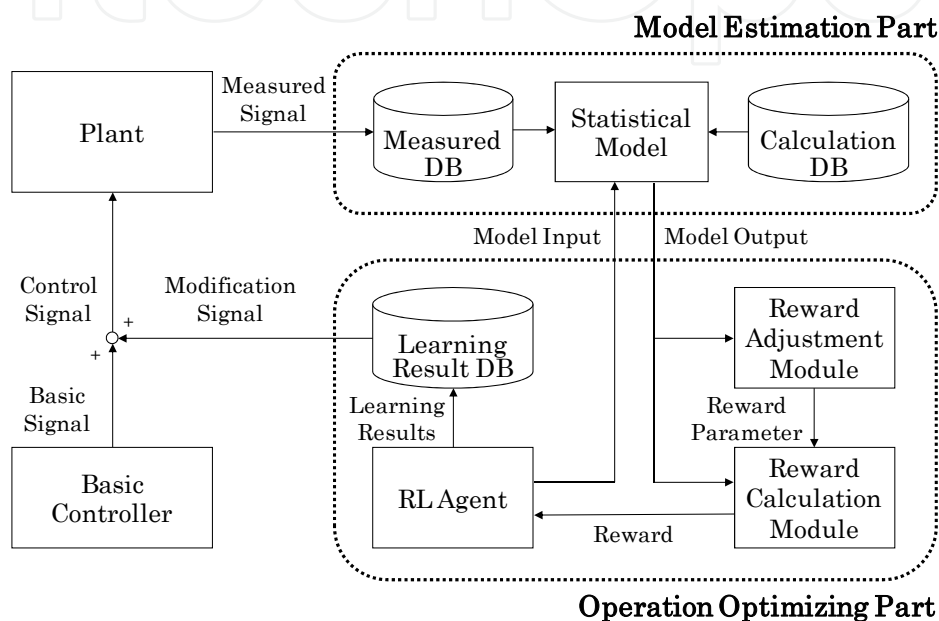 Model Estimation Part
Measured
Signal
Plant
Measured
DB
Statistical
Model
Calculation
DB
Model Input
Model Output
Control
Signal
Modification
Signal
+
+
Learning
Result DB
Reward
Adjustment
Module
Basic
Signal
Learning
Results
Reward
Parameter
Basic
Controller
RL Agent
Reward
Calculation
Module
Reward
Operation Optimizing Part